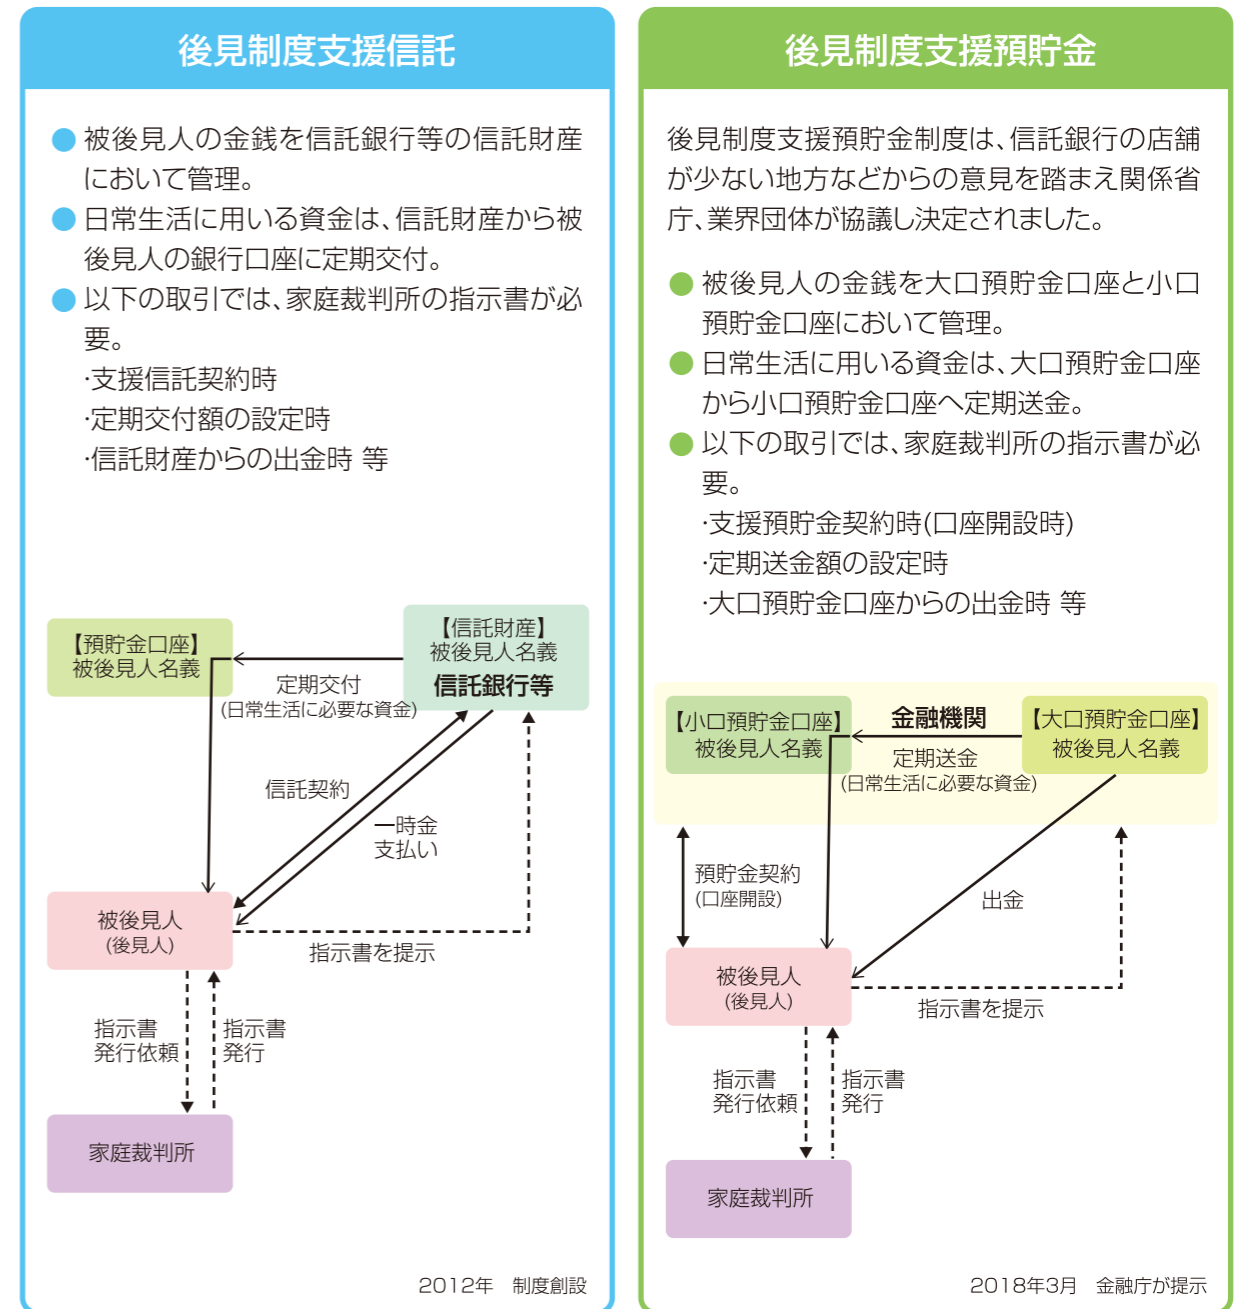 後見制度支援信託
● 被後見人の金銭を信託銀行等の信託財産
において管理。
● 日常生活に用いる資金は、信託財産から被
後見人の銀行口座に定期交付。
● 以下の取引では、家庭裁判所の指示書が必
要。
·支援信託契約時
·定期交付額の設定時
·信託財産からの出金時 等
【預貯金口座】
被後見人名義
【信託財産】
被後見人名義
信託銀行等
定期交付
(日常生活に必要な資金)
信託契約
一時金
支払い
被後見人
(後見人)
指示書を提示
指示書
発行依頼
指示書
発行
家庭裁判所
2012年 制度創設
後見制度支援預貯金
後見制度支援預貯金制度は、信託銀行の店舗
が少ない地方などからの意見を踏まえ関係省
庁、業界団体が協議し決定されました。
● 被後見人の金銭を大口預貯金口座と小口
預貯金口座において管理。
● 日常生活に用いる資金は、大口預貯金口座
から小口預貯金口座へ定期送金。
● 以下の取引では、家庭裁判所の指示書が必
要。
·支援預貯金契約時(口座開設時)
·定期送金額の設定時
·大口預貯金口座からの出金時 等
【小口預貯金口座】
被後見人名義
金融機関
【大口預貯金口座】
被後見人名義
定期送金
(日常生活に必要な資金)
預貯金契約
(口座開設)
出金
被後見人
(後見人)
指示書を提示
指示書
発行依頼
指示書
発行
家庭裁判所
2018年3月 金融庁が提示